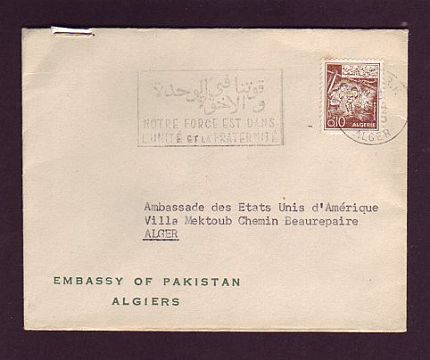 قوتنا في الوحدة
والاخوة
NOTRE FORCE EST DANS
L'UNITÉ ET LA FRATERNITÉ
0,10 ALGERIE
ALGER
Ambassade des Etats Unis d'Amérique
Villa Mektoub Chemin Beaurepaire
ALGER
EMBASSY OF PAKISTAN
ALGIERS